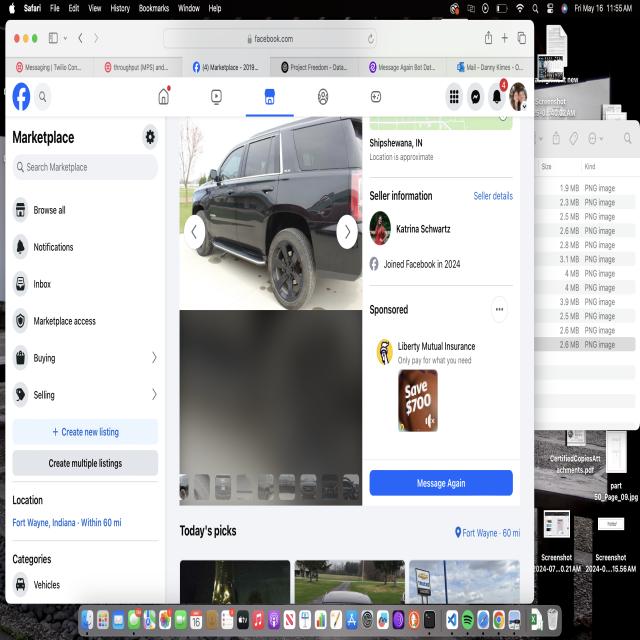 Safari File Edit View History Bookmarks Window Help
Fri May 16 11:55 AM
facebook.com
Messaging | Twilio Con...
throughput (MPS) and...
(4) Marketplace - 2019...
Project Freedom - Data...
Message Again Bot Dat...
Mail - Danny Kimes - O...
4
Marketplace
Search Marketplace
Browse all
Notifications
Inbox
Marketplace access
Buying
Selling
+ Create new listing
Create multiple listings
Location
Fort Wayne, Indiana · Within 60 mi
Categories
Vehicles
Shipshewana, IN
Location is approximate
Seller information
Seller details
Katrina Schwartz
Joined Facebook in 2024
Sponsored
Liberty Mutual Insurance
Only pay for what you need
Save
$700
Message Again
Today's picks
Fort Wayne · 60 mi
Size Kind
1.9 MB PNG image
2.3 MB PNG image
2.5 MB PNG image
2.6 MB PNG image
2.8 MB PNG image
3.1 MB PNG image
4 MB PNG image
4 MB PNG image
3.9 MB PNG image
2.5 MB PNG image
2.6 MB PNG image
2.6 MB PNG image
Screenshot
CertifiedCopiesAtt
achments.pdf
part
50_Page_09.jpg
Screenshot
2024-07...0.21AM
Screenshot
2024-0....15.56AM
MAY
16